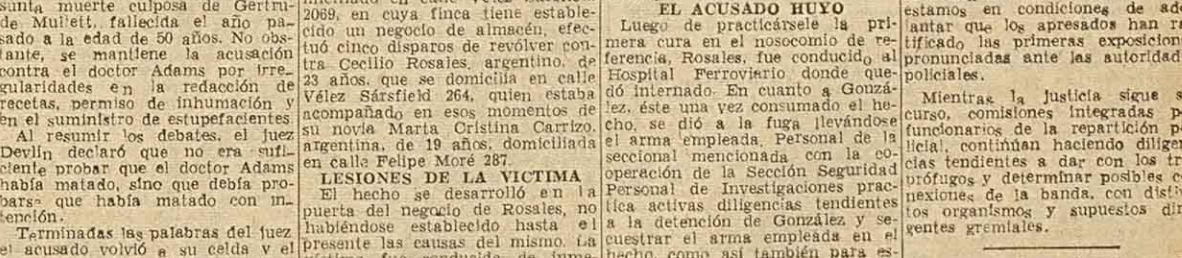 sunta muerte culposa de Gertru-
de Mullett, fallecida el año pa-
sado a la edad de 50 años. No obs-
tante, se mantiene la acusación
contra el doctor Adams por irre-
gularidades en la redacción de
recetas, permiso de inhumación y
en el suministro de estupefacientes
Al resumir los debates, el juez
Devlin declaró que no era sufi-
ciente probar que el doctor Adams
había matado, sino que debía pro-
barse que había matado con in-
tención.
Terminadas las palabras del juez
el acusado volvió a su celda y el
2069, en cuya finca tiene estable-
cido un negocio de almacén, efec-
tuó cinco disparos de revólver con-
tra Cecilio Rosales, argentino, de
23 años, que se domicilia en calle
Vélez Sársfield 264, quien estaba
acompañado en esos momentos de
su novia Marta Cristina Carrizo,
argentina, de 19 años, domiciliada
en calle Felipe Moré 287.
LESIONES DE LA VICTIMA
El hecho se desarrolló en la
puerta del negocio de Rosales, no
habiéndose establecido hasta el
presente las causas del mismo. La
víctima fué conducida de inme-
EL ACUSADO HUYO
Luego de practicársele la pri-
mera cura en el nosocomio de re-
ferencia, Rosales, fue conducido al
Hospital Ferroviario donde que-
dó internado. En cuanto a Gonzá-
lez, éste una vez consumado el he-
cho, se dió a la fuga llevándose
el arma empleada. Personal de la
seccional mencionada con la co-
operación de la Sección Seguridad
Personal de Investigaciones prac-
tica activas diligencias tendientes
a la detención de González y se-
cuestrar el arma empleada en el
hecho, como así también para es-
estamos en condiciones de ade
lantar que los apresados han ra
tificado las primeras exposicion
pronunciadas ante las autoridad
policiales.
Mientras la Justicia sigue s
curso, comisiones integradas p
funcionarios de la repartición p
licial, continúan haciendo diligen
cias tendientes a dar con los tr
prófugos y determinar posibles c
nexiones de la banda, con disti
tos organismos y supuestos dir
gentes gremiales.